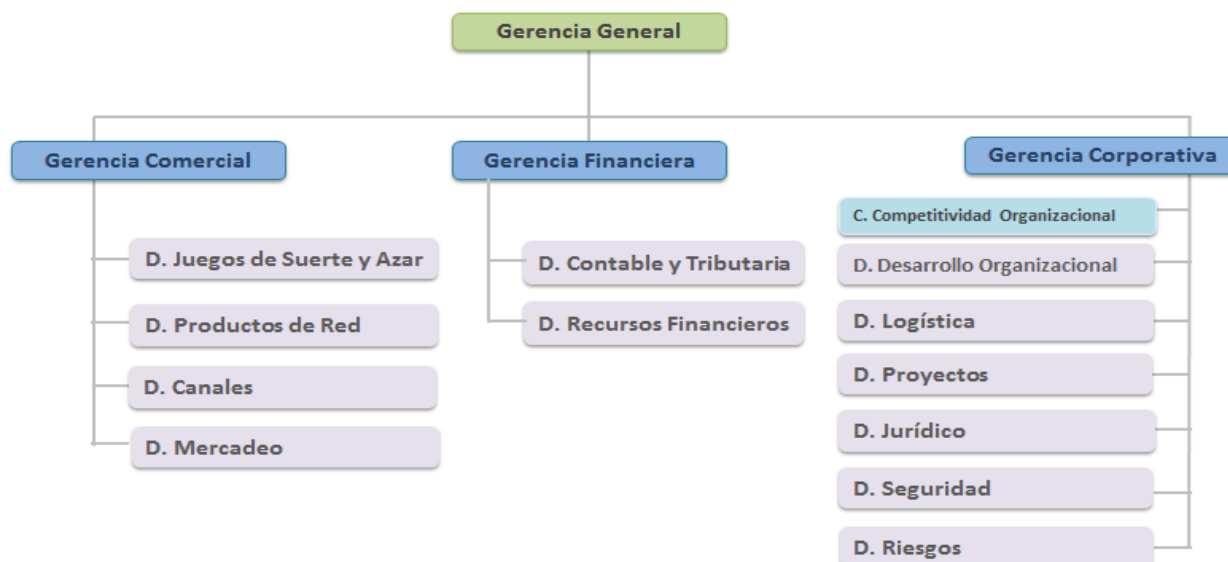 Gerencia General
Gerencia Comercial
D. Juegos de Suerte y Azar
D. Productos de Red
D. Canales
D. Mercadeo
Gerencia Financiera
D. Contable y Tributaria
D. Recursos Financieros
Gerencia Corporativa
C. Competitividad Organizacional
D. Desarrollo Organizacional
D. Logística
D. Proyectos
D. Jurídico
D. Seguridad
D. Riesgos